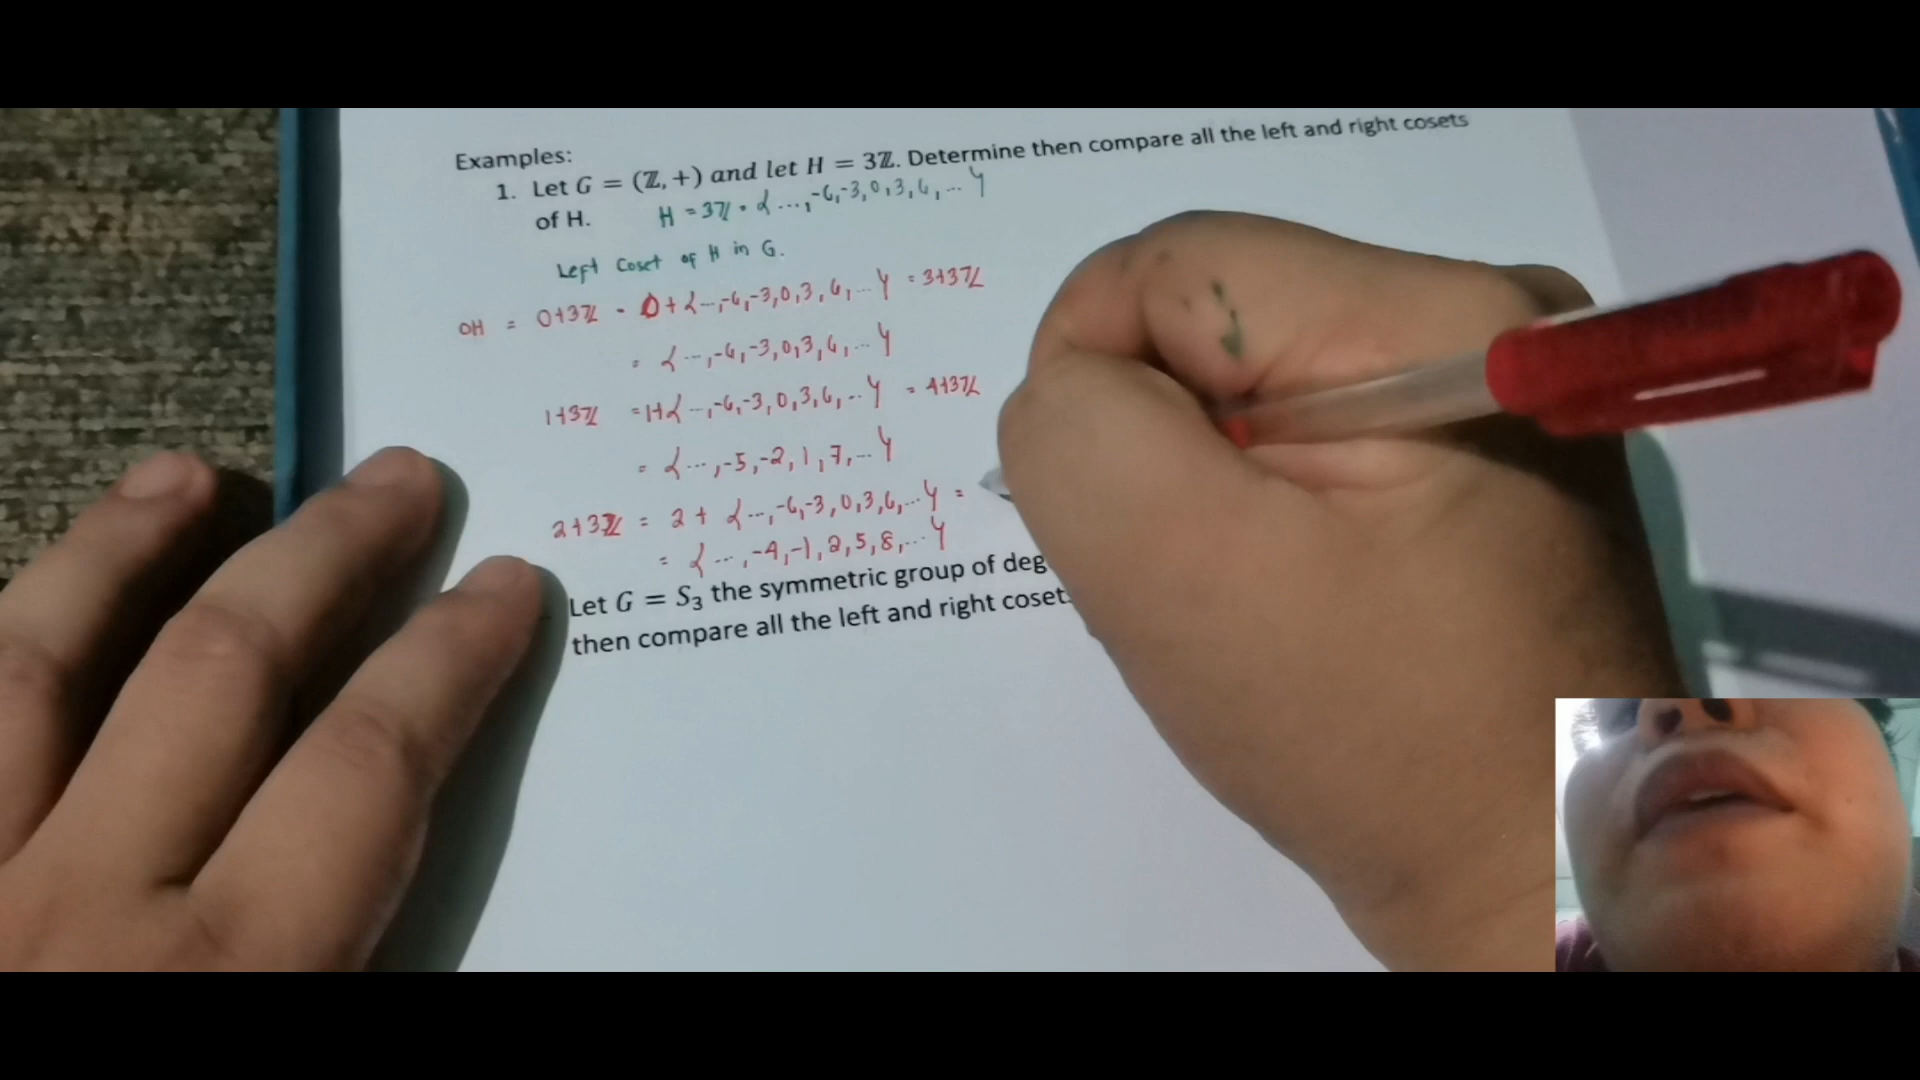 Examples:
1. Let G = (ℤ, +) and let H = 3ℤ. Determine then compare all the left and right cosets
of H. H = 3ℤ = {..., -6, -3, 0, 3, 6, ... }
Left Coset of H in G.
0H = 0+3ℤ = 0+{..., -6, -3, 0, 3, 6, ... } = 3+3ℤ
= {..., -6, -3, 0, 3, 6, ... }
1+3ℤ = 1+{..., -6, -3, 0, 3, 6, ... } = 4+3ℤ
= {..., -5, -2, 1, 7, ... }
2+3ℤ = 2 + {..., -6, -3, 0, 3, 6, ... } =
= {..., -4, -1, 2, 5, 8, ... }
Let G = S₃ the symmetric group of deg
then compare all the left and right coset